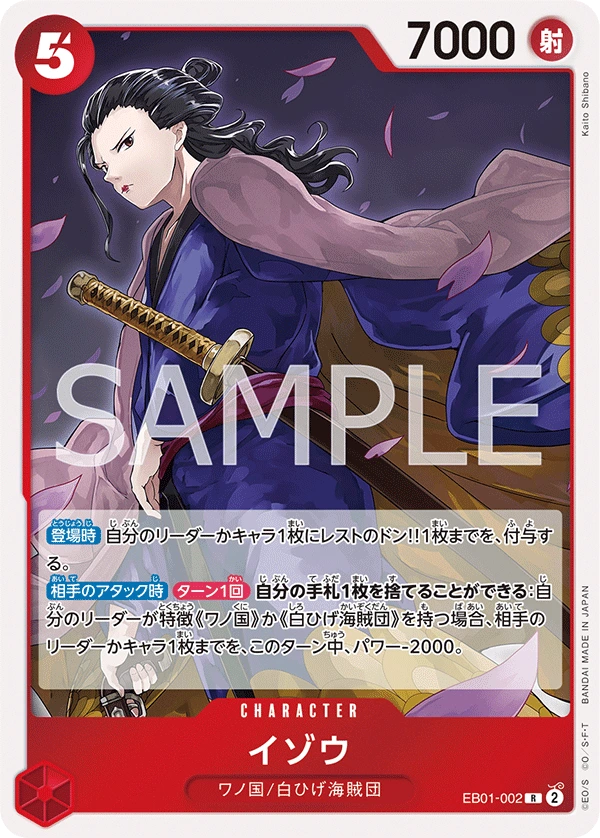 5
7000
射
Kaito Shibano
SAMPLE
登場時 自分のリーダーかキャラ1枚にレストのドン!!1枚までを、付与す
る。
相手のアタック時 ターン1回 自分の手札1枚を捨てることができる:自
分のリーダーが特徴《ワノ国》か《白ひげ海賊団》を持つ場合、相手の
リーダーかキャラ1枚までを、このターン中、パワー-2000。
CHARACTER
イゾウ
ワノ国/白ひげ海賊団
EB01-002 R 2
©E.O/S ©O/S・F・T BANDAI MADE IN JAPAN